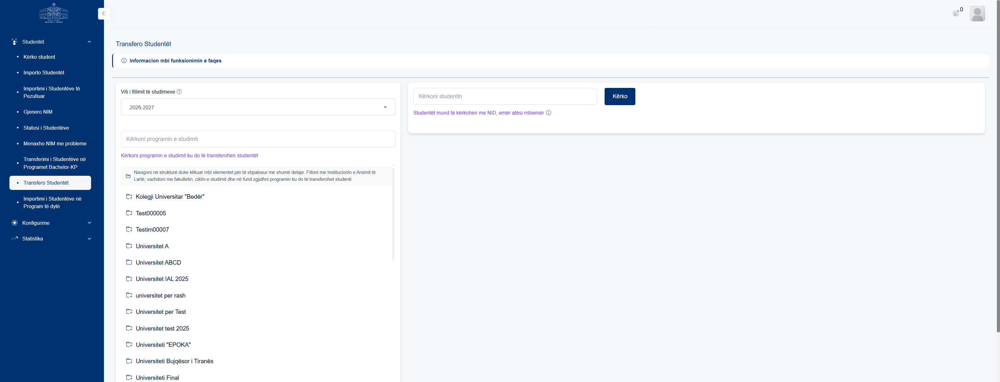 MINISTRIA E ARSIMIT
0
Studentët
Kërko student
Importo Studentët
Importimi i Studentëve të
Pezulluar
Gjenero NIM
Statusi i Studentëve
Menaxho NIM me probleme
Transferimi i Studentëve në
Programet Bachelor-KP
Transfero Studentët
Importimi i Studentëve në
Program të dytë
Konfigurime
Statistika
Transfero Studentët
Informacion mbi funksionimin e faqes
Viti i fillimit të studimeve
2026-2027
Kërkoni programin e studimit
Kërkoni programin e studimit ku do të transferohen studentët
Navigoni në strukturë duke klikuar mbi elementet për të shpalosur më shumë detaje. Filloni me Institucionin e Arsimit të
Lartë, vazhdoni me fakultetin, ciklin e studimit dhe në fund zgjidhni programin ku do të transferohet studenti.
Kolegji Universitar "Bedër"
Test000005
Testim00007
Universitet A
Universitet ABCD
Universitet IAL 2025
universitet per rash
Universitet per Test
Universitet test 2025
Universiteti "EPOKA"
Universiteti Bujqësor i Tiranës
Universiteti Final
Kërkoni studentin
Kërko
Studentët mund të kërkohen me NID, emër atësi mbiemër